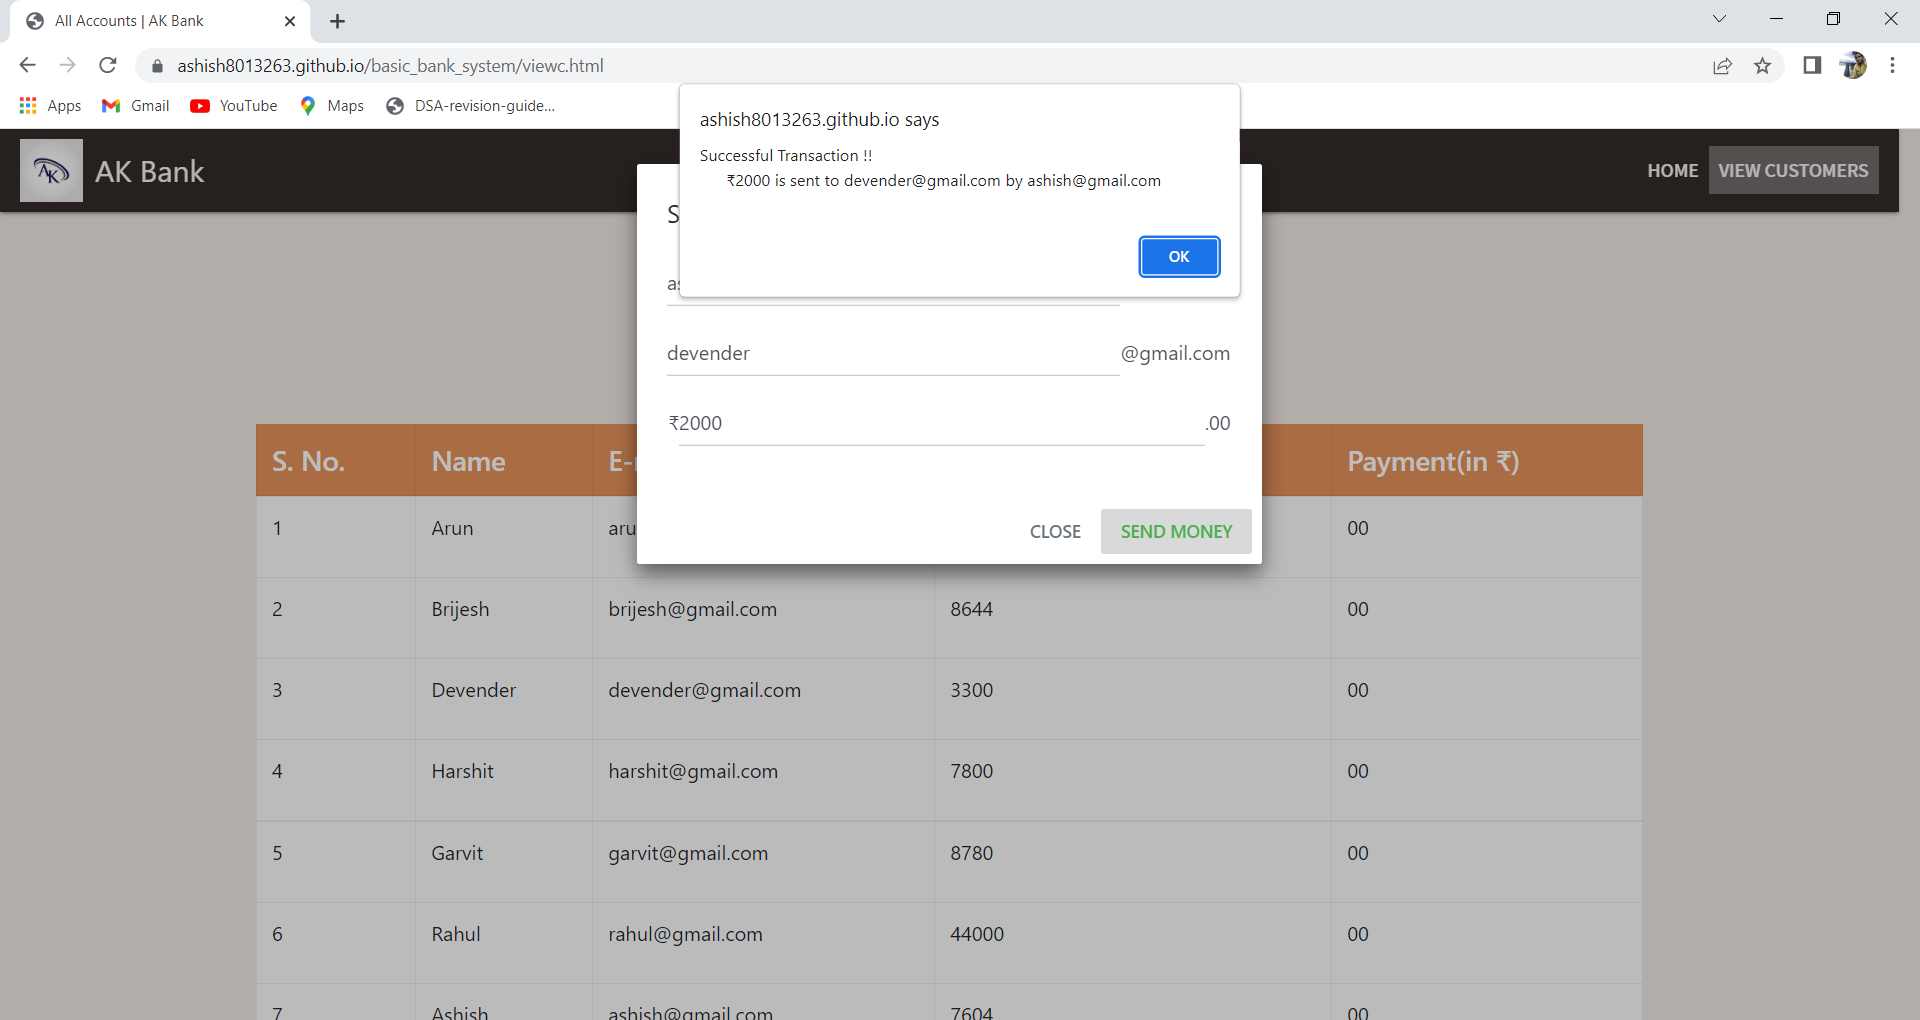 All Accounts | AK Bank
ashish8013263.github.io/basic_bank_system/viewc.html
Apps Gmail YouTube Maps DSA-revision-guide...
ashish8013263.github.io says
Successful Transaction !!
₹2000 is sent to devender@gmail.com by ashish@gmail.com
OK
AK
AK Bank
HOME VIEW CUSTOMERS
S
as
devender @gmail.com
₹2000 .00
CLOSE SEND MONEY
S. No. Name E- Payment(in ₹)
1 Arun aru 00
2 Brijesh brijesh@gmail.com 8644 00
3 Devender devender@gmail.com 3300 00
4 Harshit harshit@gmail.com 7800 00
5 Garvit garvit@gmail.com 8780 00
6 Rahul rahul@gmail.com 44000 00
7 Ashish ashish@gmail.com 7604 00